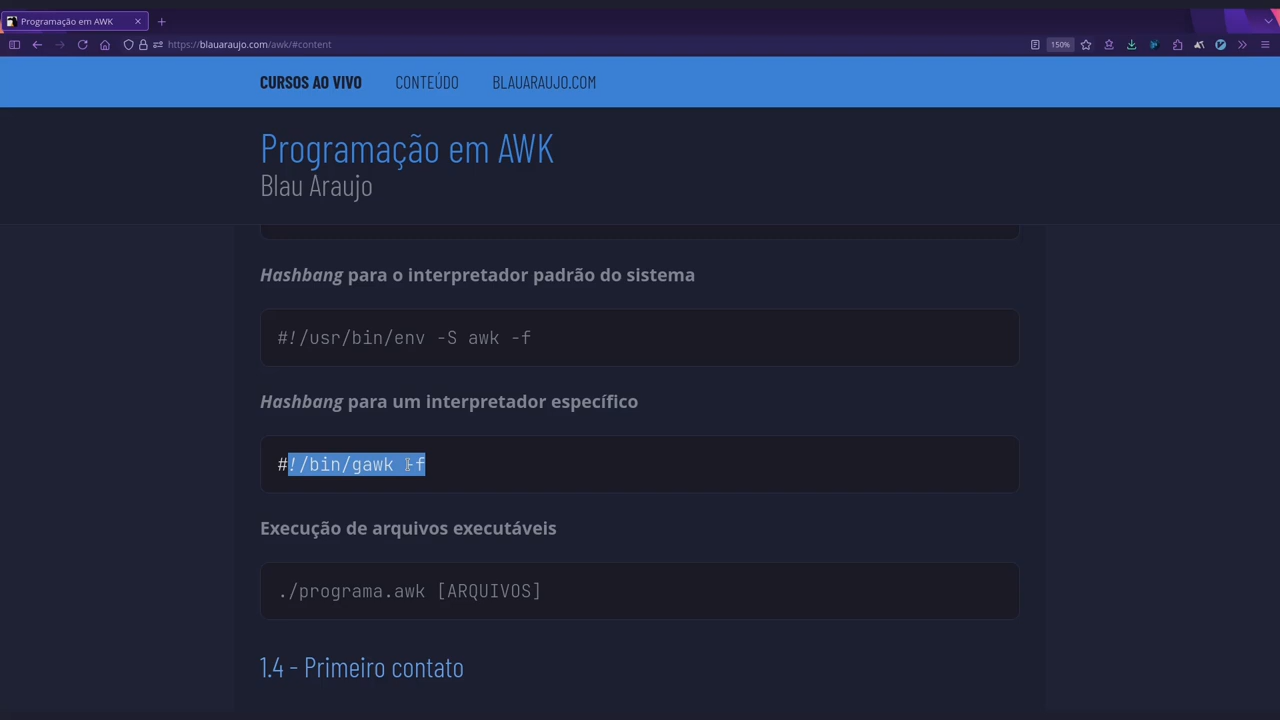 Programação em AWK
https://blauaraujo.com/awk/#content
150%
CURSOS AO VIVO
CONTEÚDO
BLAUARAUJO.COM
Programação em AWK
Blau Araujo
Hashbang para o interpretador padrão do sistema
#!/usr/bin/env -S awk -f
Hashbang para um interpretador específico
#!/bin/gawk -f
Execução de arquivos executáveis
./programa.awk [ARQUIVOS]
1.4 - Primeiro contato